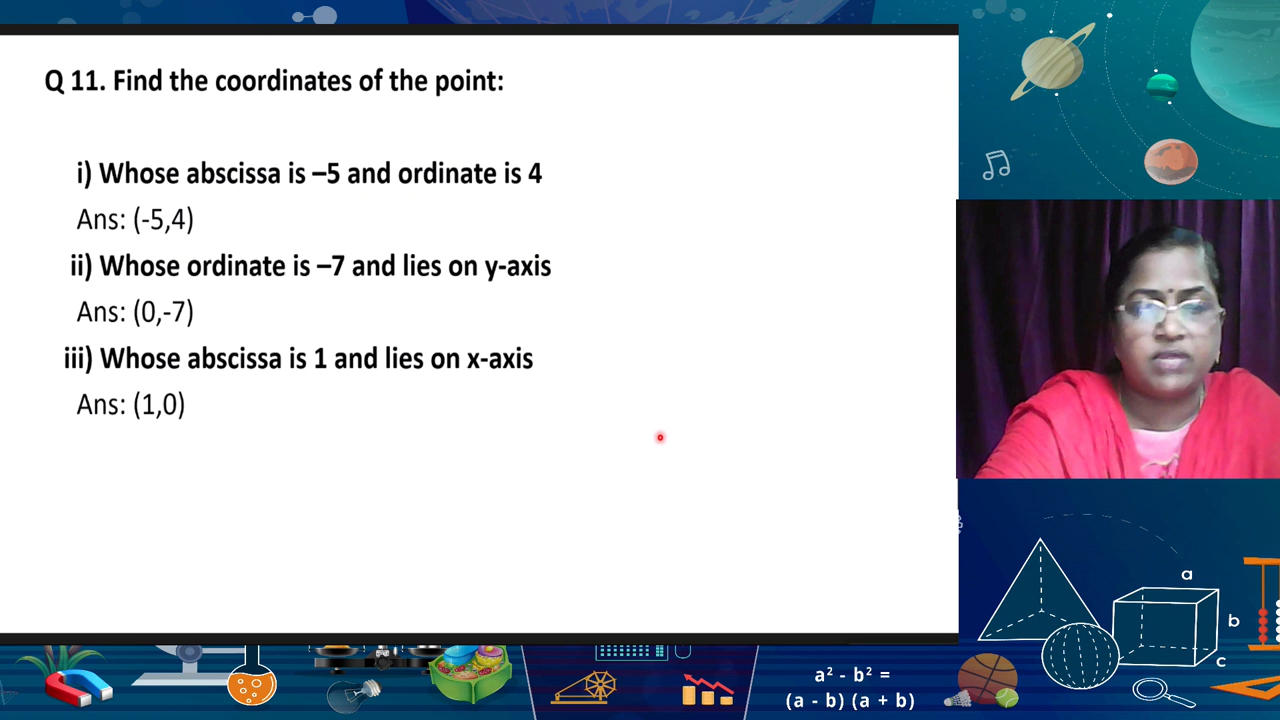 Q 11. Find the coordinates of the point:
i) Whose abscissa is –5 and ordinate is 4
Ans: (-5,4)
ii) Whose ordinate is –7 and lies on y-axis
Ans: (0,-7)
iii) Whose abscissa is 1 and lies on x-axis
Ans: (1,0)
a
b
c
a² - b² =
(a - b) (a + b)